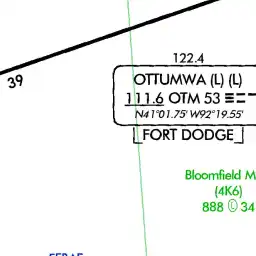 122.4
39
OTTUMWA (L) (L)
111.6 OTM 53
N41°01.75' W92°19.55'
FORT DODGE
Bloomfield M
(4K6)
888 Ⓛ 34